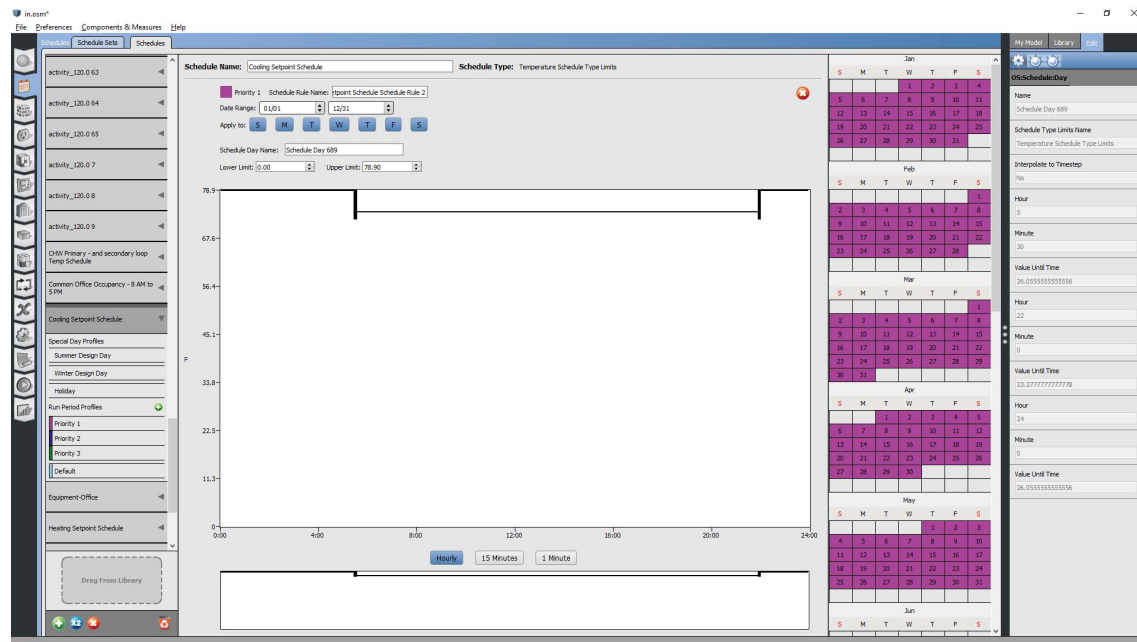 in.osm*
File Preferences Components & Measures Help
Schedules Schedule Sets Schedules
My Model Library Edit
activity_120.0 63
activity_120.0 64
activity_120.0 65
activity_120.0 7
activity_120.0 8
activity_120.0 9
CHW Primary - and secondary loop
Temp Schedule
Common Office Occupancy - 8 AM to
5 PM
Cooling Setpoint Schedule
Special Day Profiles
Summer Design Day
Winter Design Day
Holiday
Run Period Profiles
Priority 1
Priority 2
Priority 3
Default
Equipment-Office
Heating Setpoint Schedule
Drag From Library
X2
Schedule Name: Cooling Setpoint Schedule Schedule Type: Temperature Schedule Type Limits
Priority 1 Schedule Rule Name: tpoint Schedule Schedule Rule 2
Date Range: 01/01 12/31
Apply to: S M T W T F S
Schedule Day Name: Schedule Day 689
Lower Limit: 0.00 Upper Limit: 78.90
78.9
67.6
56.4
45.1
F
33.8
22.5
11.3
0
0:00 4:00 8:00 12:00 16:00 20:00 24:00
Hourly 15 Minutes 1 Minute
Jan
S M T W T F S
1 2 3 4
5 6 7 8 9 10 11
12 13 14 15 16 17 18
19 20 21 22 23 24 25
26 27 28 29 30 31
Feb
S M T W T F S
1
2 3 4 5 6 7 8
9 10 11 12 13 14 15
16 17 18 19 20 21 22
23 24 25 26 27 28
Mar
S M T W T F S
1
2 3 4 5 6 7 8
9 10 11 12 13 14 15
16 17 18 19 20 21 22
23 24 25 26 27 28 29
30 31
Apr
S M T W T F S
1 2 3 4 5
6 7 8 9 10 11 12
13 14 15 16 17 18 19
20 21 22 23 24 25 26
27 28 29 30
May
S M T W T F S
1 2 3
4 5 6 7 8 9 10
11 12 13 14 15 16 17
18 19 20 21 22 23 24
25 26 27 28 29 30 31
Jun
S M T W T F S
OS:Schedule:Day
Name
Schedule Day 689
Schedule Type Limits Name
Temperature Schedule Type Limits
Interpolate to Timestep
No
Hour
5
Minute
30
Value Until Time
26.0555555555556
Hour
22
Minute
0
Value Until Time
23.2777777777778
Hour
24
Minute
0
Value Until Time
26.0555555555556